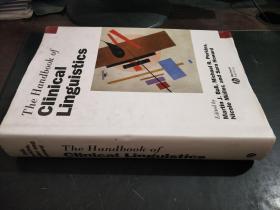 The Handbook of
Clinical
Linguistics
Edited by
Martin J. Ball, Michael R. Perkins,
Nicole Müller, and Sara Howard
The Handbook of
Clinical
Linguistics